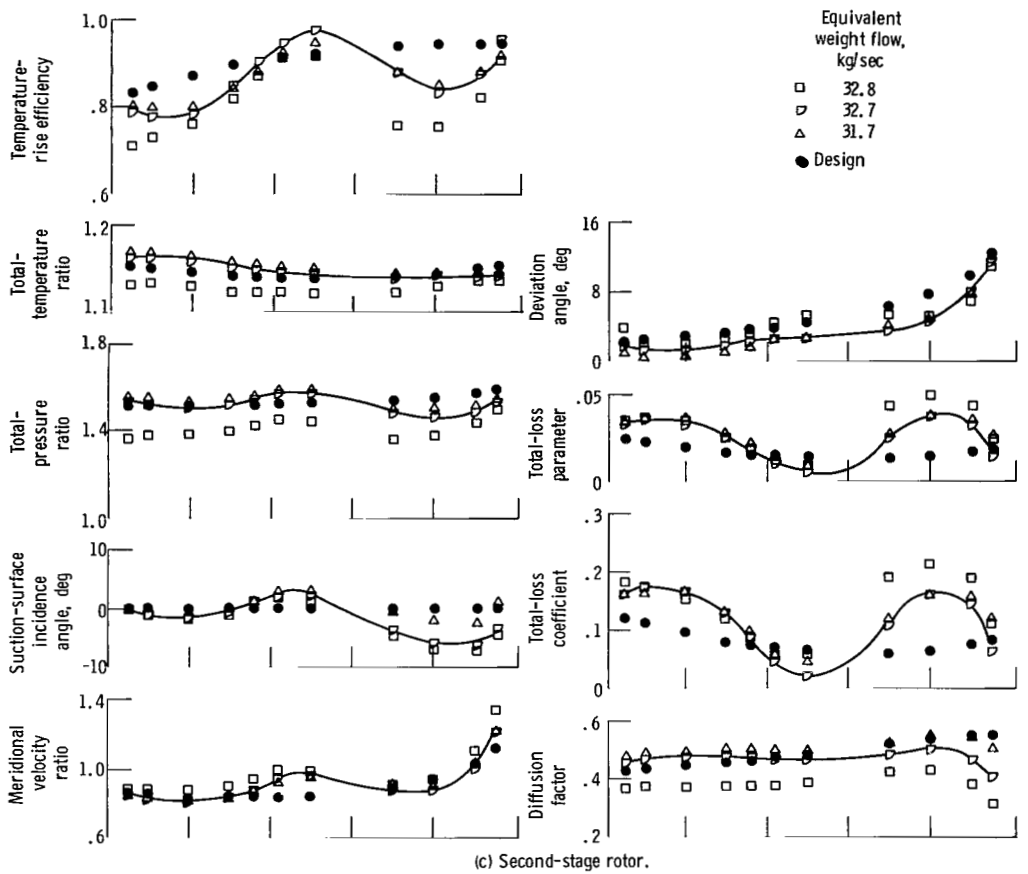 1.0
.8
.6
Temperature-
rise efficiency
1.2
1.1
Total-
temperature
ratio
1.8
1.4
1.0
Total-
pressure
ratio
10
0
-10
Suction-surface
incidence
angle, deg
1.4
1.0
.6
Meridional
velocity
ratio
Equivalent
weight flow,
kg/sec
32.8
32.7
31.7
Design
16
8
0
Deviation
angle, deg
.05
0
Total-loss
parameter
.3
.2
.1
0
Total-loss
coefficient
.6
.4
.2
Diffusion
factor
(c) Second-stage rotor.